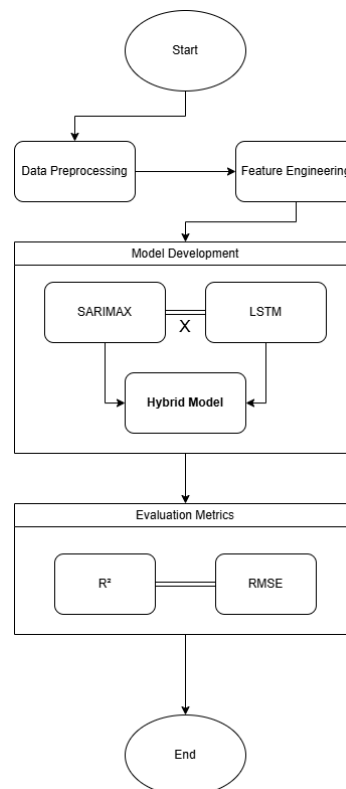 Start
Data Preprocessing
Feature Engineering
Model Development
SARIMAX
LSTM
X
Hybrid Model
Evaluation Metrics
R²
RMSE
End